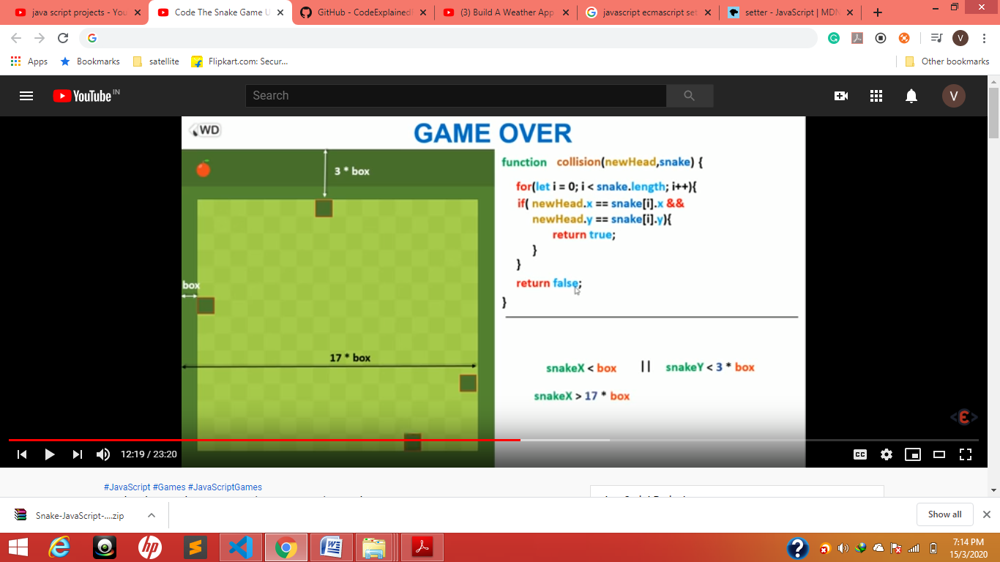 java script projects - You
Code The Snake Game U
GitHub - CodeExplained
(3) Build A Weather App
javascript ecmascript set
setter - JavaScript | MDN
Apps
Bookmarks
satellite
Flipkart.com: Secur...
Other bookmarks
V
YouTube IN
Search
V
WD
GAME OVER
3 * box
function collision(newHead,snake) {
for(let i = 0; i < snake.length; i++){
if( newHead.x == snake[i].x &&
newHead.y == snake[i].y){
return true;
}
}
return false;
}
box
17 * box
snakeX < box || snakeY < 3 * box
snakeX > 17 * box
<ε>
12:19 / 23:20
CC
#JavaScript #Games #JavaScriptGames
Snake-JavaScript-....zip
Show all
hp
7:14 PM
15/3/2020